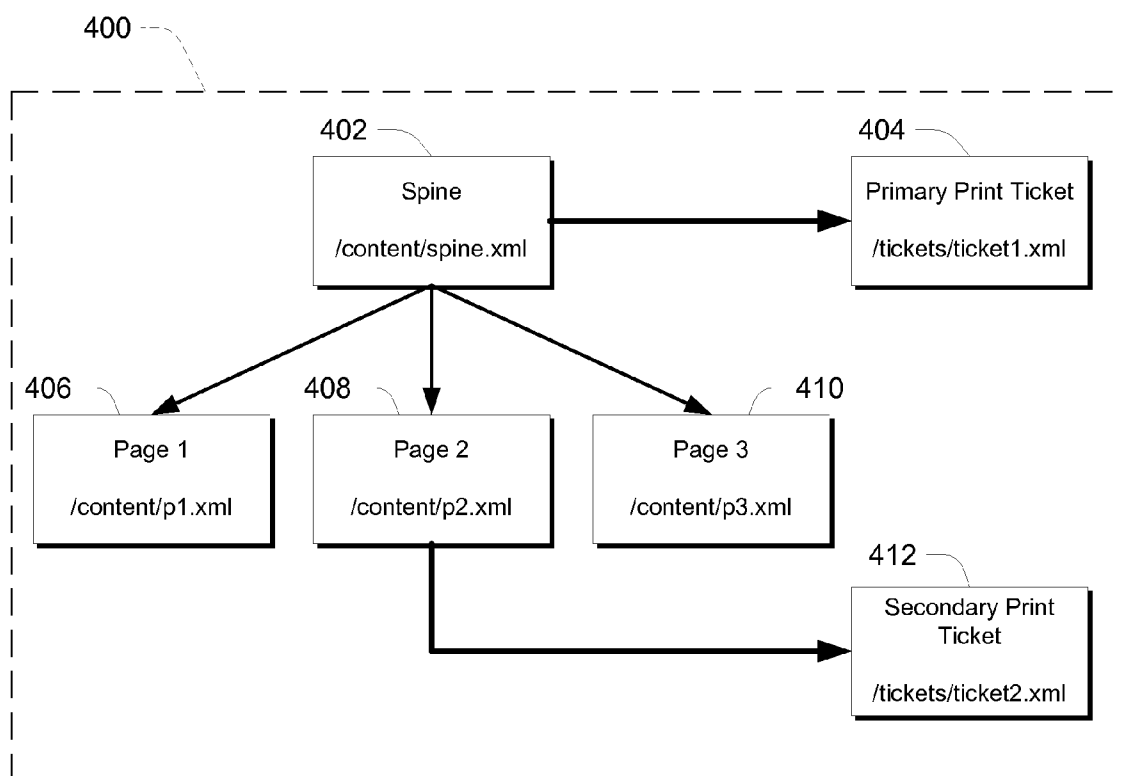 400
402
404
Spine
/content/spine.xml
Primary Print Ticket
/tickets/ticket1.xml
406
408
410
Page 1
/content/p1.xml
Page 2
/content/p2.xml
Page 3
/content/p3.xml
412
Secondary Print
Ticket
/tickets/ticket2.xml